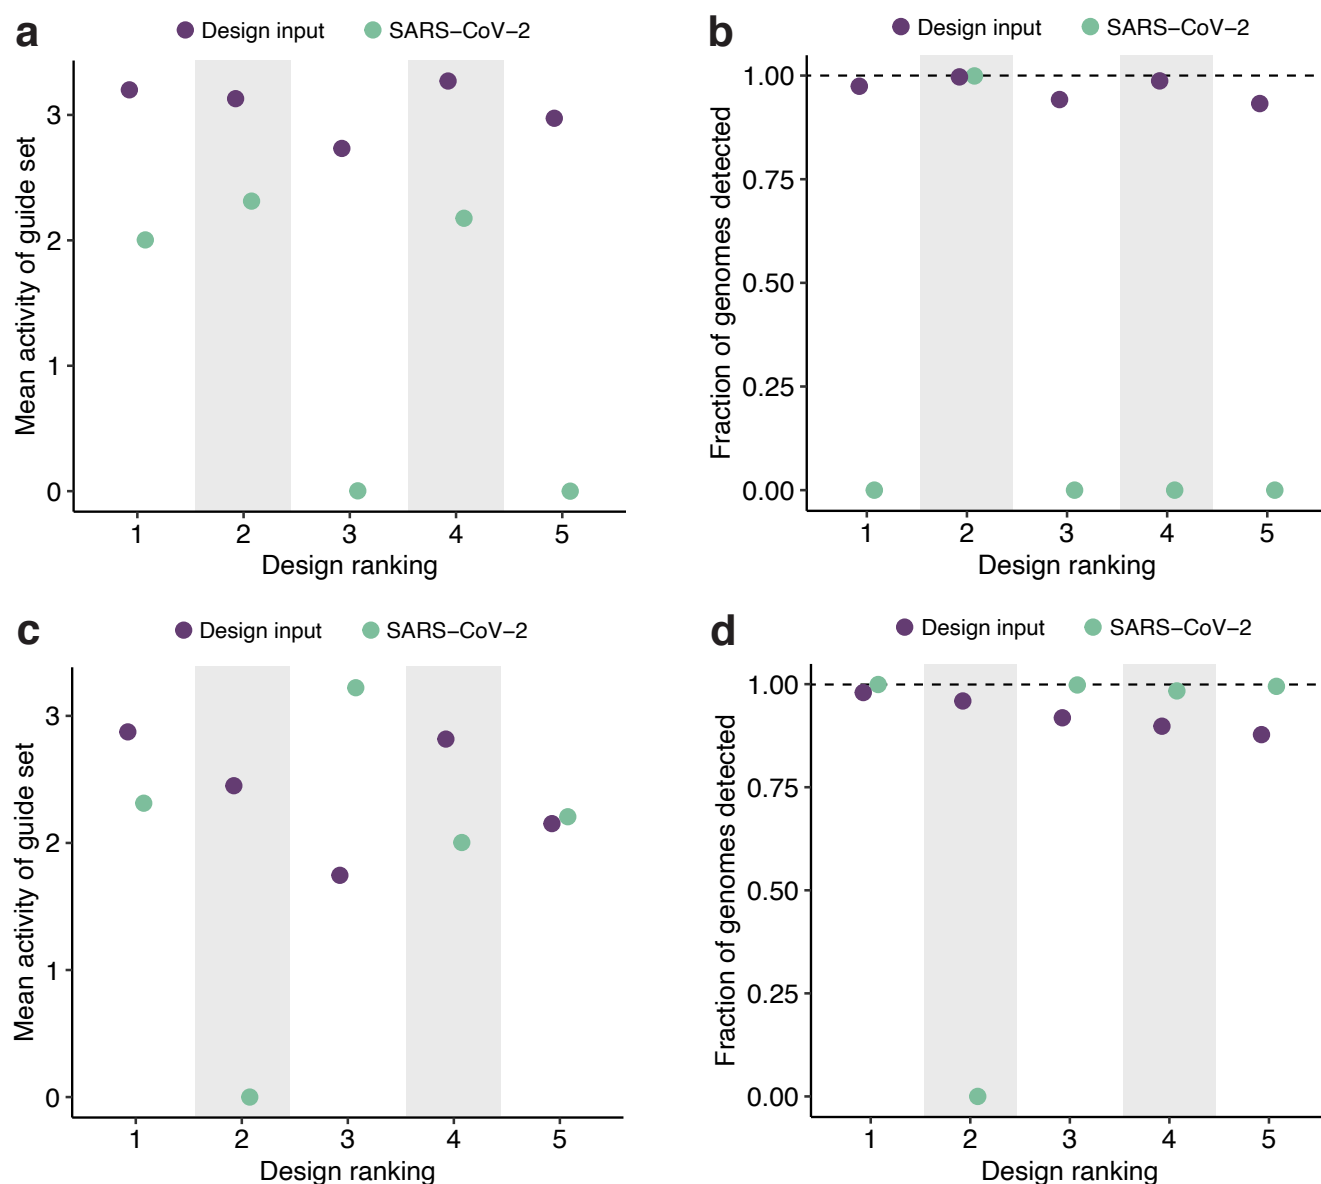 a
Design input
SARS−CoV−2
Mean activity of guide set
3
2
1
0
1 2 3 4 5
Design ranking
b
Design input
SARS−CoV−2
Fraction of genomes detected
1.00
0.75
0.50
0.25
0.00
1 2 3 4 5
Design ranking
c
Design input
SARS−CoV−2
Mean activity of guide set
3
2
1
0
1 2 3 4 5
Design ranking
d
Design input
SARS−CoV−2
Fraction of genomes detected
1.00
0.75
0.50
0.25
0.00
1 2 3 4 5
Design ranking